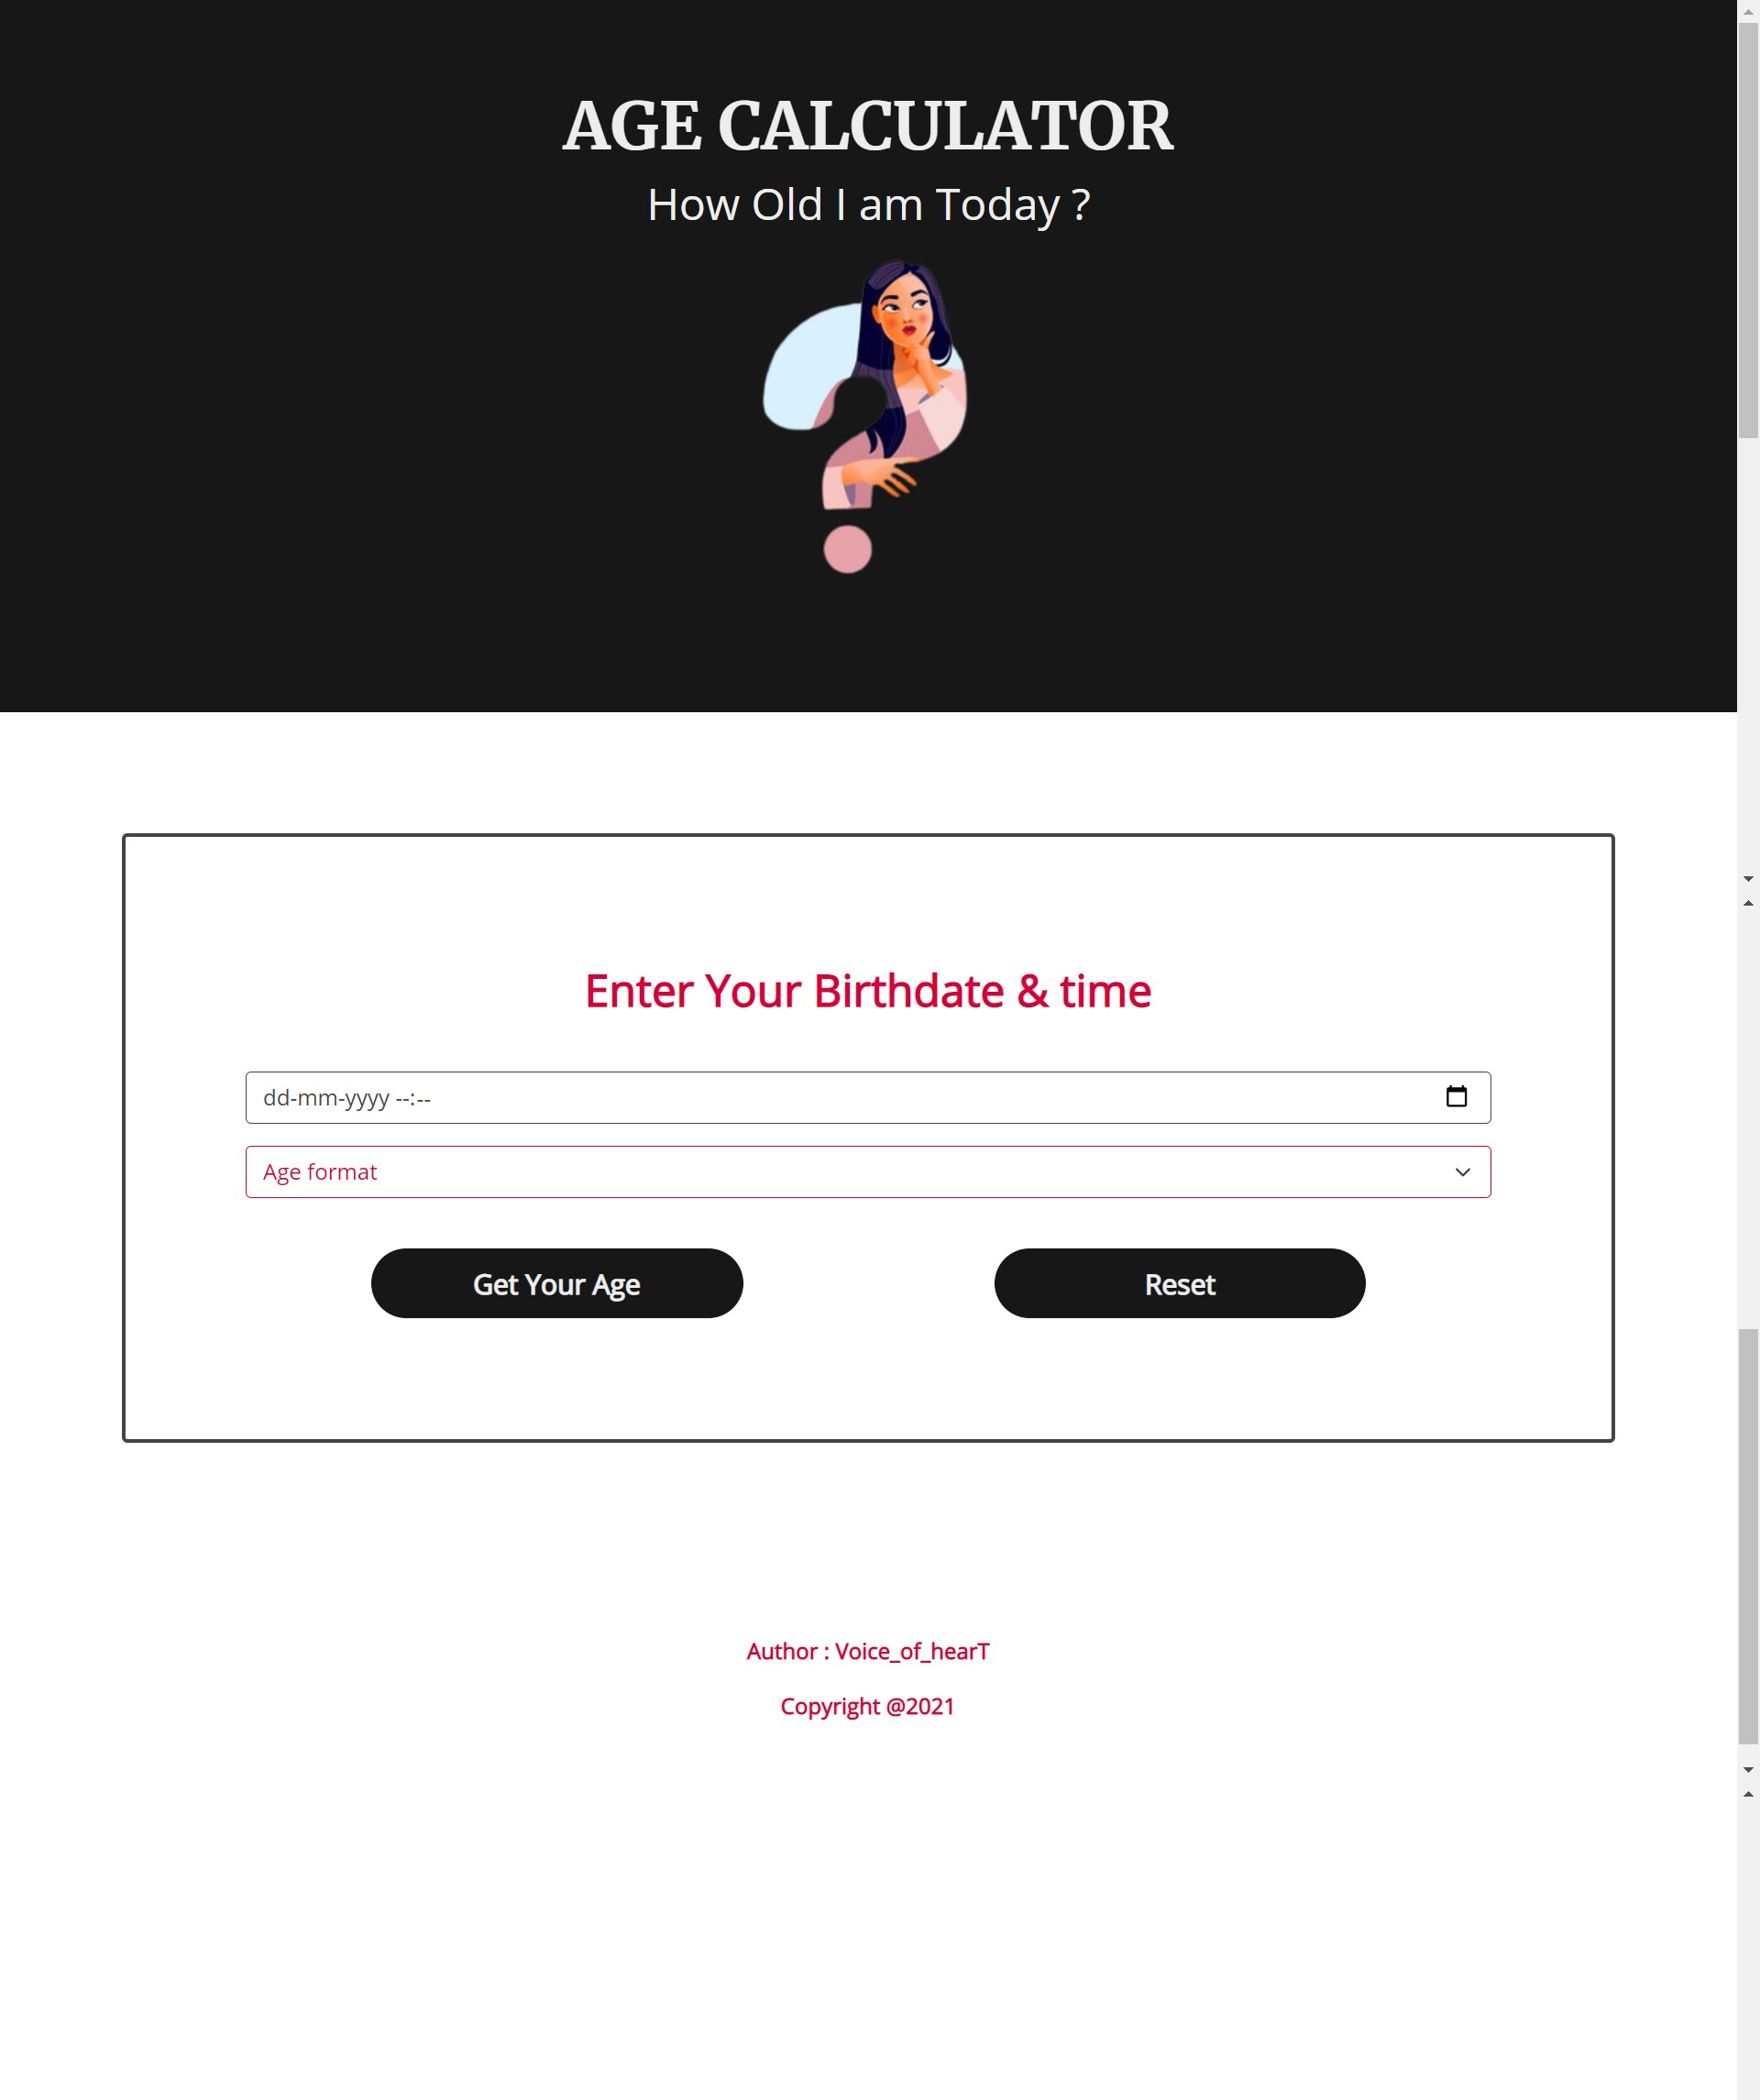 AGE CALCULATOR
How Old I am Today ?
Enter Your Birthdate & time
dd-mm-yyyy --:--
Age format
Get Your Age
Reset
Author : Voice_of_hearT
Copyright @2021